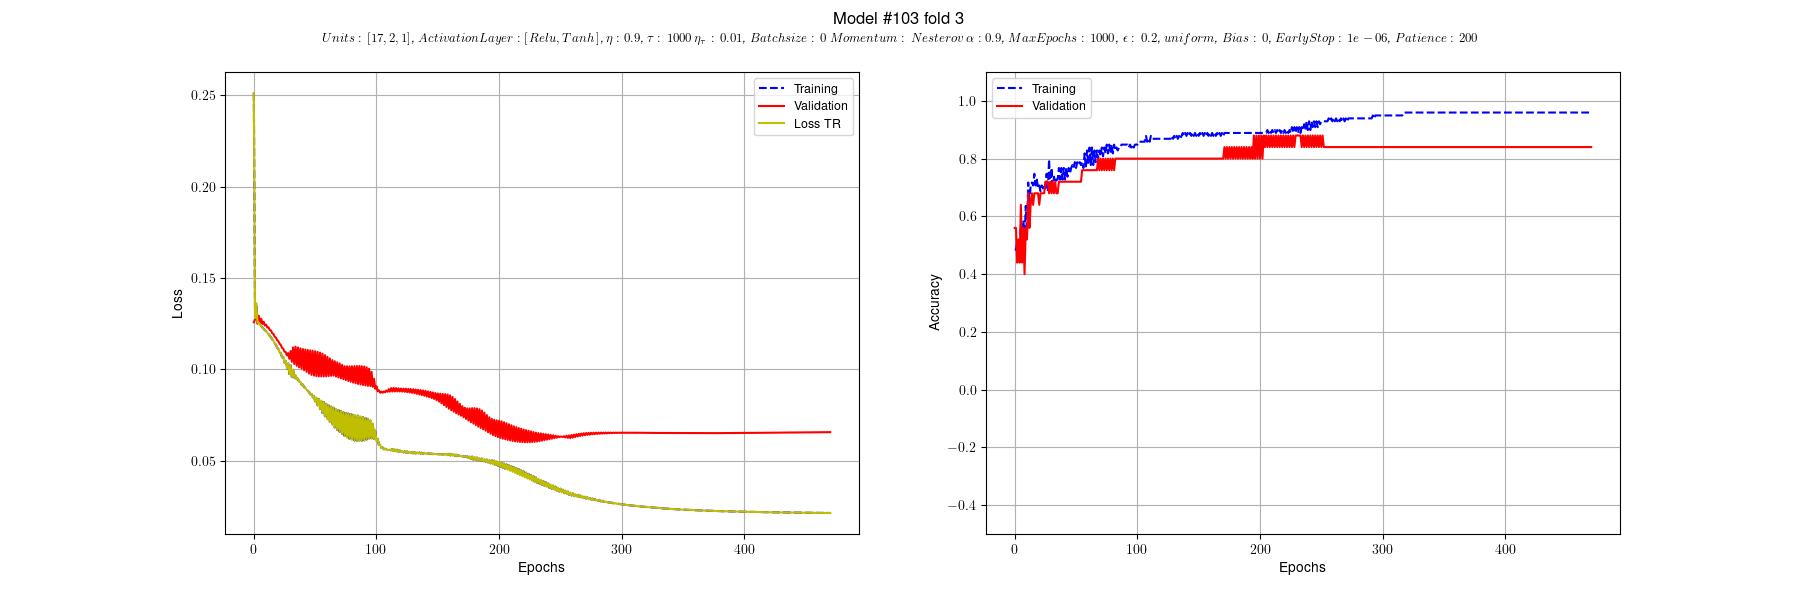 Model #103 fold 3
Units : [17, 2, 1], ActivationLayer : [Relu, Tanh], η : 0.9, τ : 1000 ητ : 0.01, Batchsize : 0 Momentum : Nesterov α : 0.9, MaxEpochs : 1000, ϵ : 0.2, uniform, Bias : 0, EarlyStop : 1e − 06, Patience : 200
Loss
0.25
0.20
0.15
0.10
0.05
0 100 200 300 400
Epochs
Training
Validation
Loss TR
Accuracy
1.0
0.8
0.6
0.4
0.2
0.0
−0.2
−0.4
0 100 200 300 400
Epochs
Training
Validation